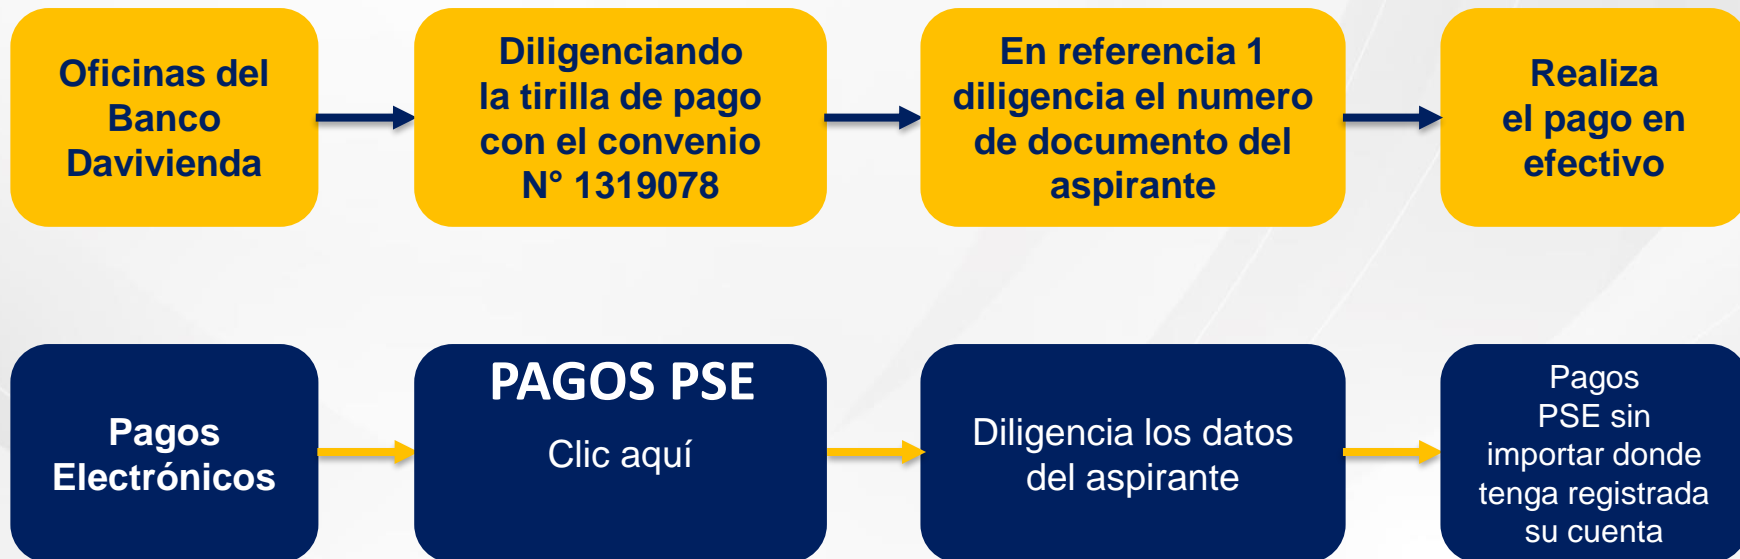 Oficinas del
Banco
Davivienda
Diligenciando
la tirilla de pago
con el convenio
N° 1319078
En referencia 1
diligencia el numero
de documento del
aspirante
Realiza
el pago en
efectivo
Pagos
Electrónicos
PAGOS PSE
Clic aquí
Diligencia los datos
del aspirante
Pagos
PSE sin
importar donde
tenga registrada
su cuenta